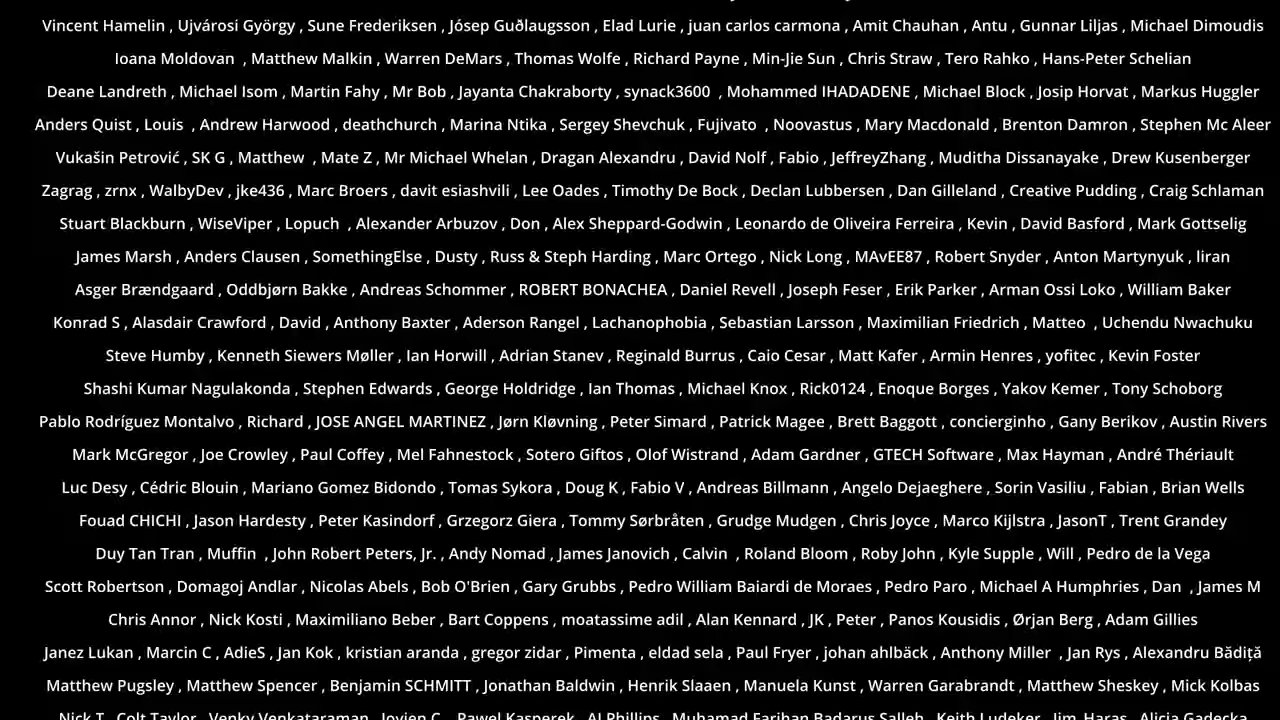 Vincent Hamelin , Ujvárosi György , Sune Frederiksen , Jósep Guðlaugsson , Elad Lurie , juan carlos carmona , Amit Chauhan , Antu , Gunnar Liljas , Michael Dimoudis
Ioana Moldovan , Matthew Malkin , Warren DeMars , Thomas Wolfe , Richard Payne , Min-Jie Sun , Chris Straw , Tero Rahko , Hans-Peter Schelian
Deane Landreth , Michael Isom , Martin Fahy , Mr Bob , Jayanta Chakraborty , synack3600 , Mohammed IHADADENE , Michael Block , Josip Horvat , Markus Huggler
Anders Quist , Louis , Andrew Harwood , deathchurch , Marina Ntika , Sergey Shevchuk , Fujivato , Noovastus , Mary Macdonald , Brenton Damron , Stephen Mc Aleer
Vukašin Petrović , SK G , Matthew , Mate Z , Mr Michael Whelan , Dragan Alexandru , David Nolf , Fabio , JeffreyZhang , Muditha Dissanayake , Drew Kusenberger
Zagrag , zrnx , WalbyDev , jke436 , Marc Broers , davit esiashvili , Lee Oades , Timothy De Bock , Declan Lubbersen , Dan Gilleland , Creative Pudding , Craig Schlaman
Stuart Blackburn , WiseViper , Lopuch , Alexander Arbuzov , Don , Alex Sheppard-Godwin , Leonardo de Oliveira Ferreira , Kevin , David Basford , Mark Gottselig
James Marsh , Anders Clausen , SomethingElse , Dusty , Russ & Steph Harding , Marc Ortego , Nick Long , MAvEE87 , Robert Snyder , Anton Martynyuk , liran
Asger Brændgaard , Oddbjørn Bakke , Andreas Schommer , ROBERT BONACHEA , Daniel Revell , Joseph Feser , Erik Parker , Arman Ossi Loko , William Baker
Konrad S , Alasdair Crawford , David , Anthony Baxter , Aderson Rangel , Lachanophobia , Sebastian Larsson , Maximilian Friedrich , Matteo , Uchendu Nwachuku
Steve Humby , Kenneth Siewers Møller , Ian Horwill , Adrian Stanev , Reginald Burrus , Caio Cesar , Matt Kafer , Armin Henres , yofitec , Kevin Foster
Shashi Kumar Nagulakonda , Stephen Edwards , George Holdridge , Ian Thomas , Michael Knox , Rick0124 , Enoque Borges , Yakov Kemer , Tony Schoborg
Pablo Rodríguez Montalvo , Richard , JOSE ANGEL MARTINEZ , Jørn Kløvning , Peter Simard , Patrick Magee , Brett Baggott , concierginho , Gany Berikov , Austin Rivers
Mark McGregor , Joe Crowley , Paul Coffey , Mel Fahnestock , Sotero Giftos , Olof Wistrand , Adam Gardner , GTECH Software , Max Hayman , André Thériault
Luc Desy , Cédric Blouin , Mariano Gomez Bidondo , Tomas Sykora , Doug K , Fabio V , Andreas Billmann , Angelo Dejaeghere , Sorin Vasiliu , Fabian , Brian Wells
Fouad CHICHI , Jason Hardesty , Peter Kasindorf , Grzegorz Giera , Tommy Sørbråten , Grudge Mudgen , Chris Joyce , Marco Kijlstra , JasonT , Trent Grandey
Duy Tan Tran , Muffin , John Robert Peters, Jr. , Andy Nomad , James Janovich , Calvin , Roland Bloom , Roby John , Kyle Supple , Will , Pedro de la Vega
Scott Robertson , Domagoj Andlar , Nicolas Abels , Bob O'Brien , Gary Grubbs , Pedro William Baiardi de Moraes , Pedro Paro , Michael A Humphries , Dan , James M
Chris Annor , Nick Kosti , Maximiliano Beber , Bart Coppens , moatassime adil , Alan Kennard , JK , Peter , Panos Kousidis , Ørjan Berg , Adam Gillies
Janez Lukan , Marcin C , AdieS , Jan Kok , kristian aranda , gregor zidar , Pimenta , eldad sela , Paul Fryer , johan ahlbäck , Anthony Miller , Jan Rys , Alexandru Bădiță
Matthew Pugsley , Matthew Spencer , Benjamin SCHMITT , Jonathan Baldwin , Henrik Slaaen , Manuela Kunst , Warren Garabrandt , Matthew Sheskey , Mick Kolbas
Nick T , Colt Taylor , Venky Venkataraman , Jovien C , Pawel Kasperek , Al Phillips , Muhamad Farihan Badarus Salleh , Keith Ludeker , Jim-Haras , Alicja Gadecka